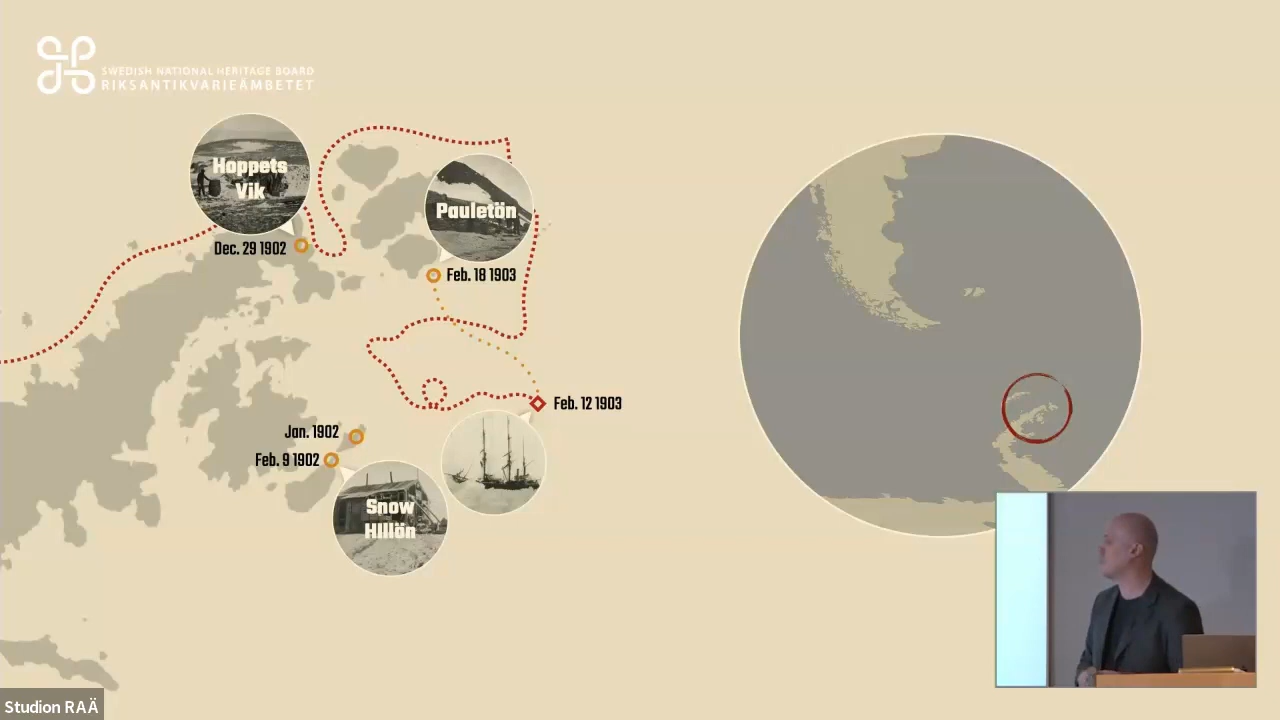 SWEDISH NATIONAL HERITAGE BOARD
RIKSANTIKVARIEÄMBETET
Hoppets
Vik
Dec. 29 1902
Pauletön
Feb. 18 1903
Feb. 12 1903
Jan. 1902
Feb. 9 1902
Snow
Hillön
Studion RAÄ